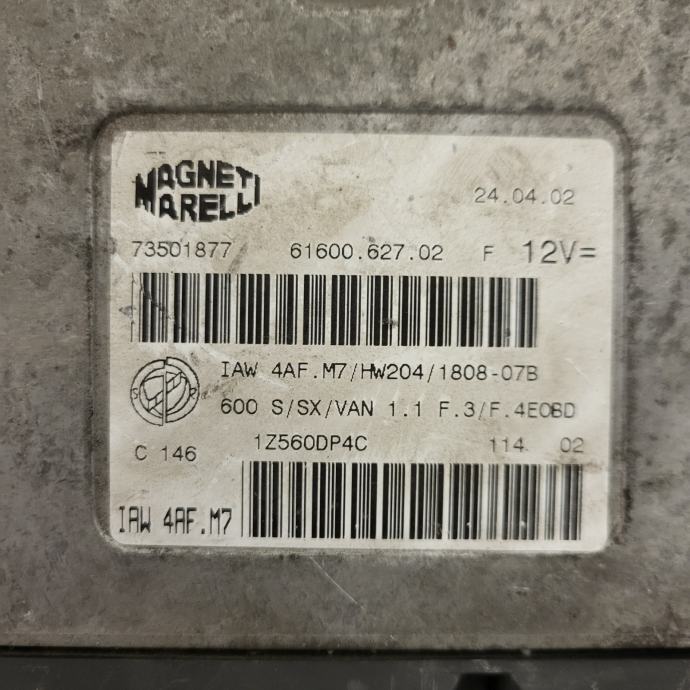 MAGNETI
MARELLI
24.04.02
73501877 61600.627.02 F 12V=
IAW 4AF.M7/HW204/1808-07B
S R
600 S/SX/VAN 1.1 F.3/F.4EOBD
C 146 1Z560DP4C 114 02
IAW 4AF.M7